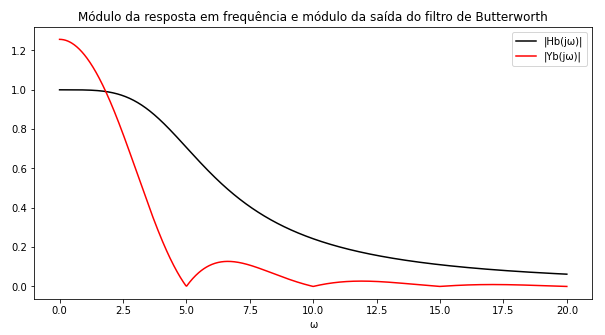 Módulo da resposta em frequência e módulo da saída do filtro de Butterworth
|Hb(jω)|
|Yb(jω)|
1.2
1.0
0.8
0.6
0.4
0.2
0.0
0.0 2.5 5.0 7.5 10.0 12.5 15.0 17.5 20.0
ω